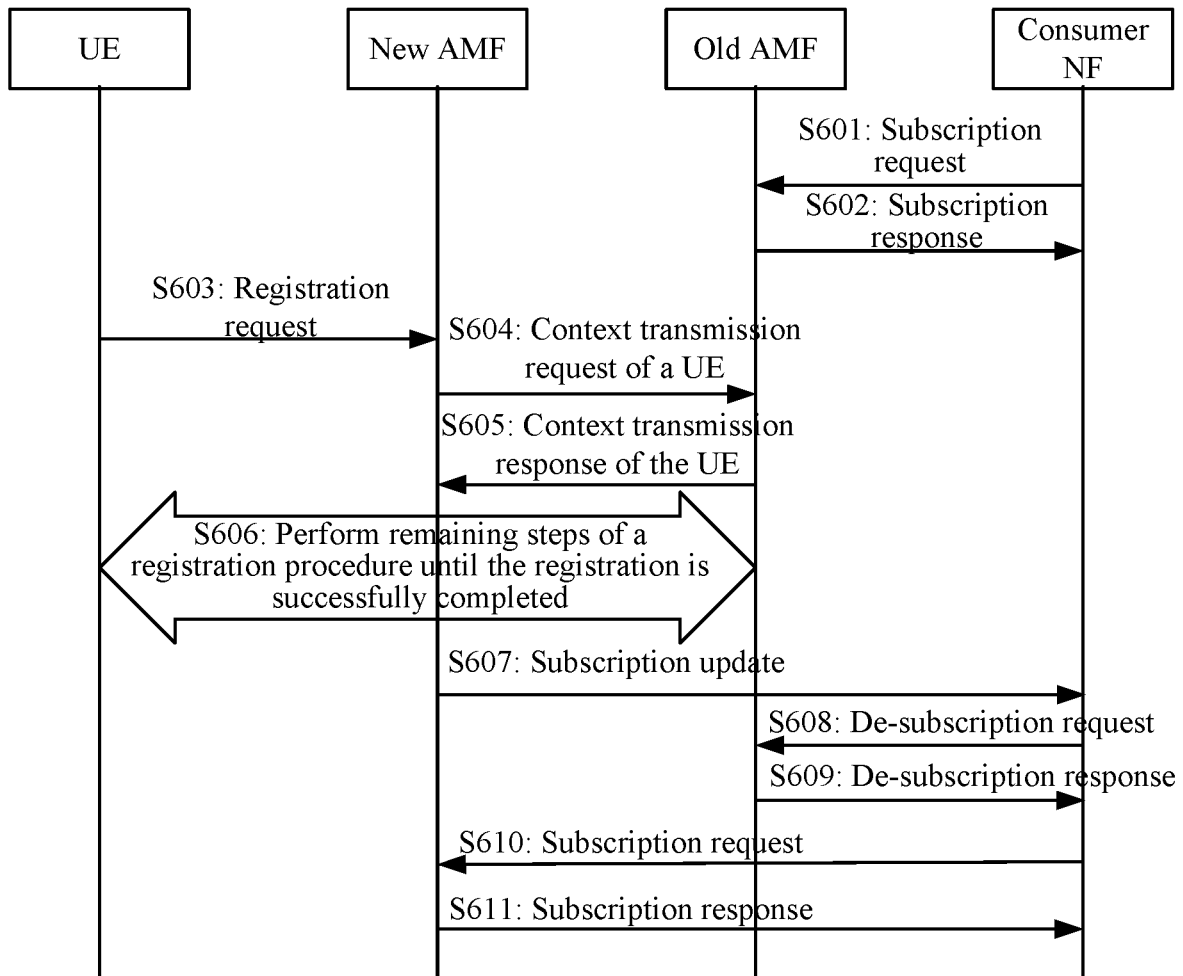 UE
New AMF
Old AMF
Consumer
NF
S601: Subscription
request
S602: Subscription
response
S603: Registration
request
S604: Context transmission
request of a UE
S605: Context transmission
response of the UE
S606: Perform remaining steps of a
registration procedure until the registration is
successfully completed
S607: Subscription update
S608: De-subscription request
S609: De-subscription response
S610: Subscription request
S611: Subscription response